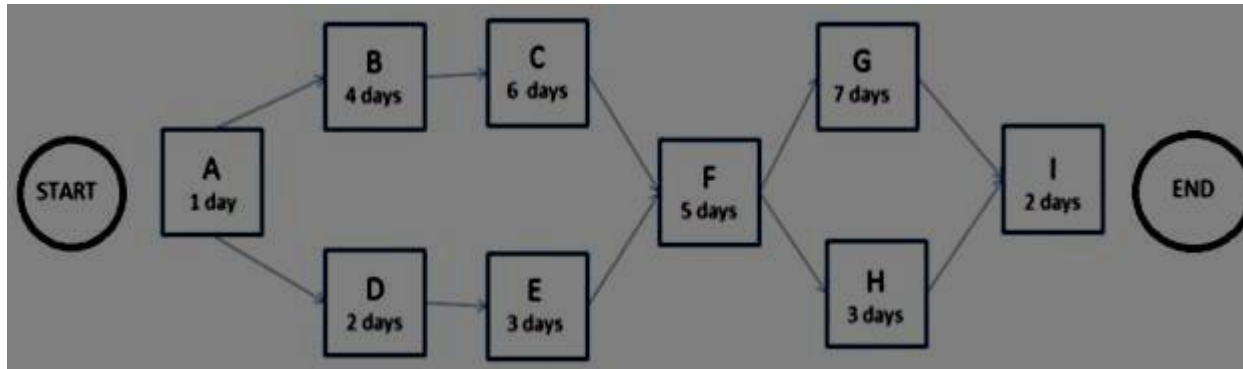 START
A
1 day
B
4 days
C
6 days
D
2 days
E
3 days
F
5 days
G
7 days
H
3 days
I
2 days
END